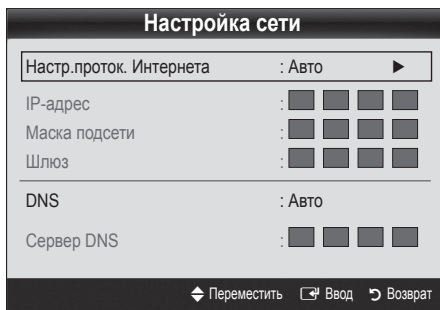 Настройка сети
Настр.проток. Интернета : Авто ►
IP-адрес :
Маска подсети :
Шлюз :
DNS : Авто
Сервер DNS :
Переместить Ввод Возврат